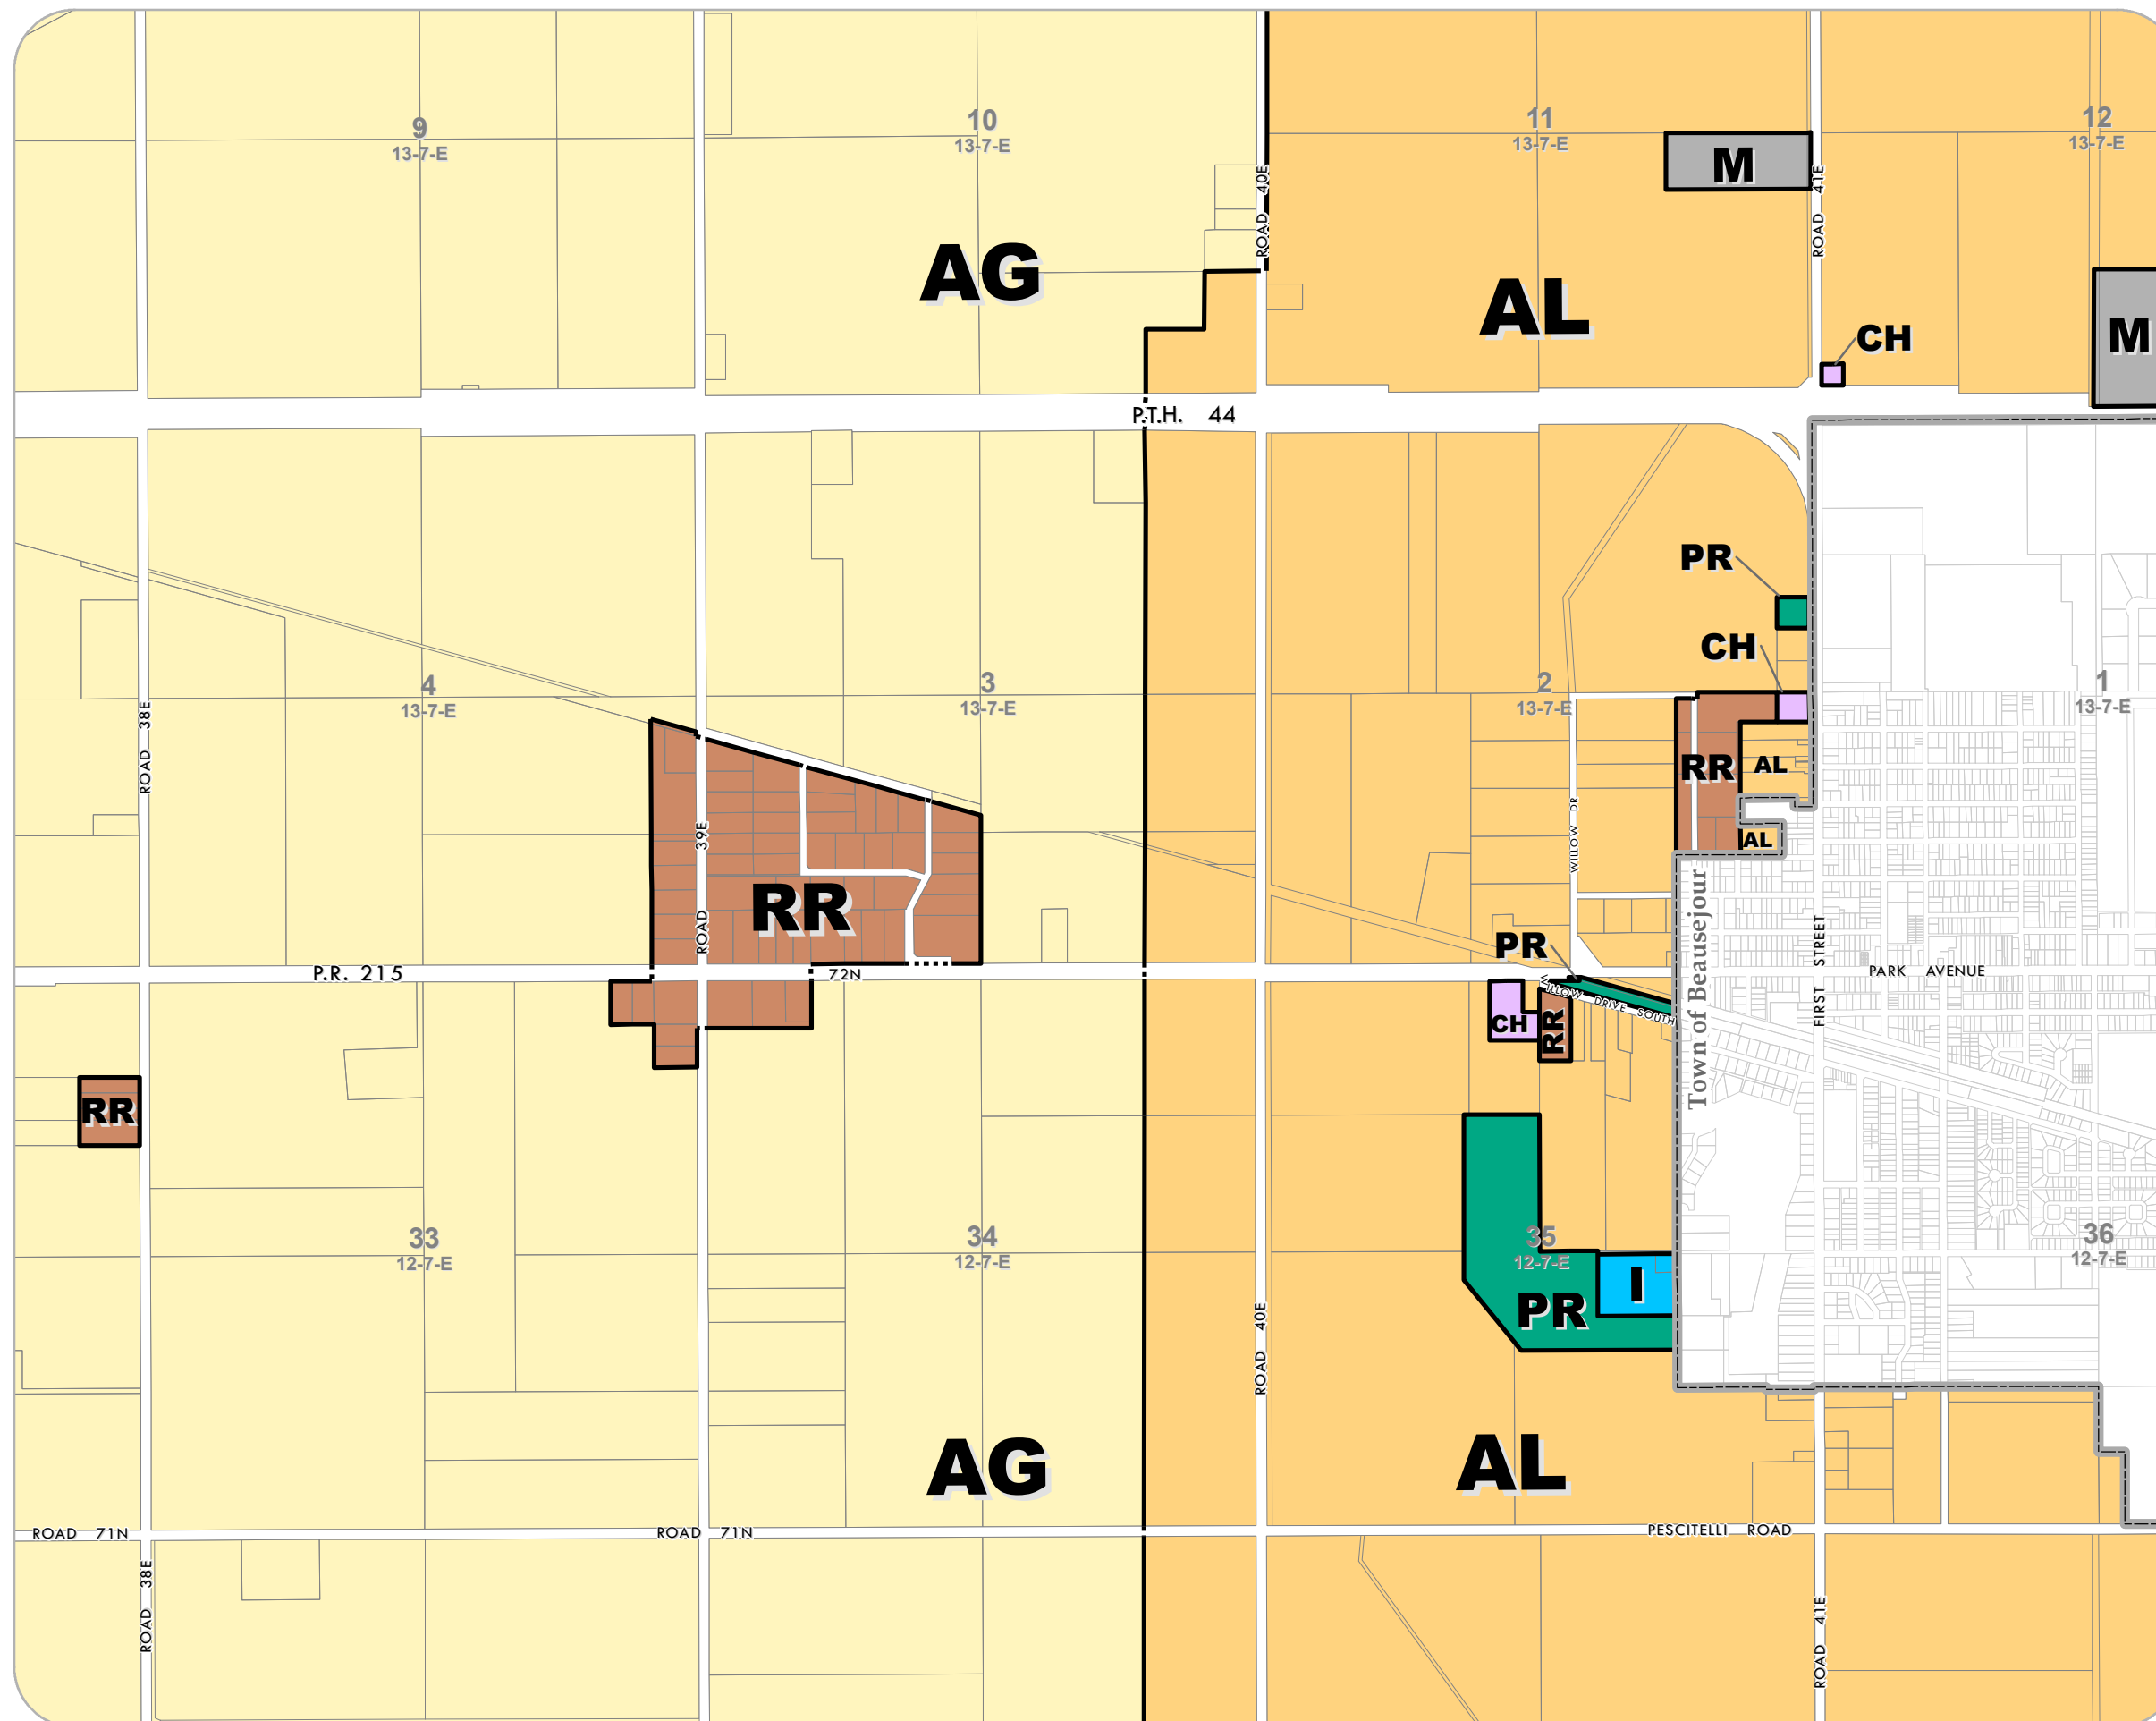 9
13-7-E
10
13-7-E
11
13-7-E
12
13-7-E
M
ROAD 40E
ROAD 41E
AG
AL
CH
M
P.T.H. 44
PR
CH
4
13-7-E
3
13-7-E
2
13-7-E
1
13-7-E
ROAD 38E
RR
AL
ROAD 39E
WILLOW DR
AL
RR
Town of Beausejour
FIRST STREET
PR
P.R. 215
72N
PARK AVENUE
WILLOW DRIVE SOUTH
CH
RR
RR
33
12-7-E
34
12-7-E
35
12-7-E
36
12-7-E
I
PR
ROAD 40E
AG
AL
ROAD 71N
ROAD 71N
PESCITELLI ROAD
ROAD 38E
ROAD 41E